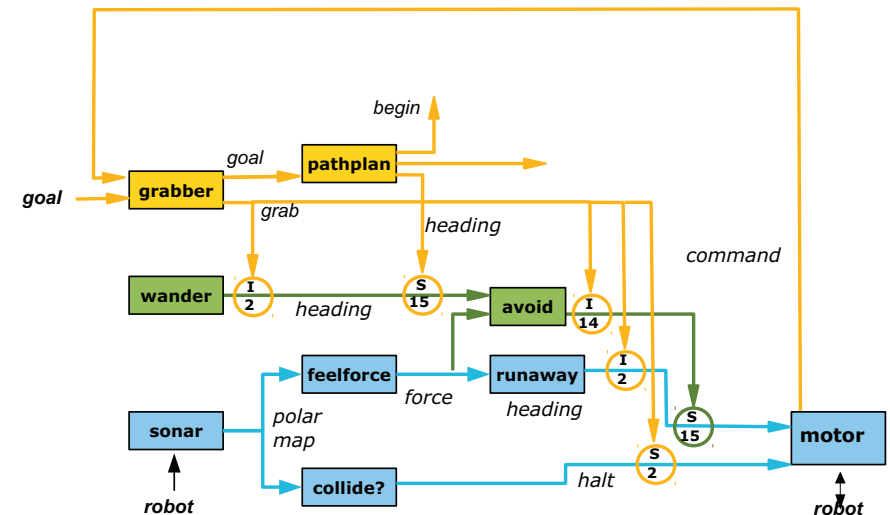 begin
goal
pathplan
grabber
goal
grab
heading
command
wander
I
2
heading
S
15
avoid
I
14
feelforce
force
runaway
heading
I
2
polar
map
sonar
S
15
motor
collide?
halt
S
2
robot
robot